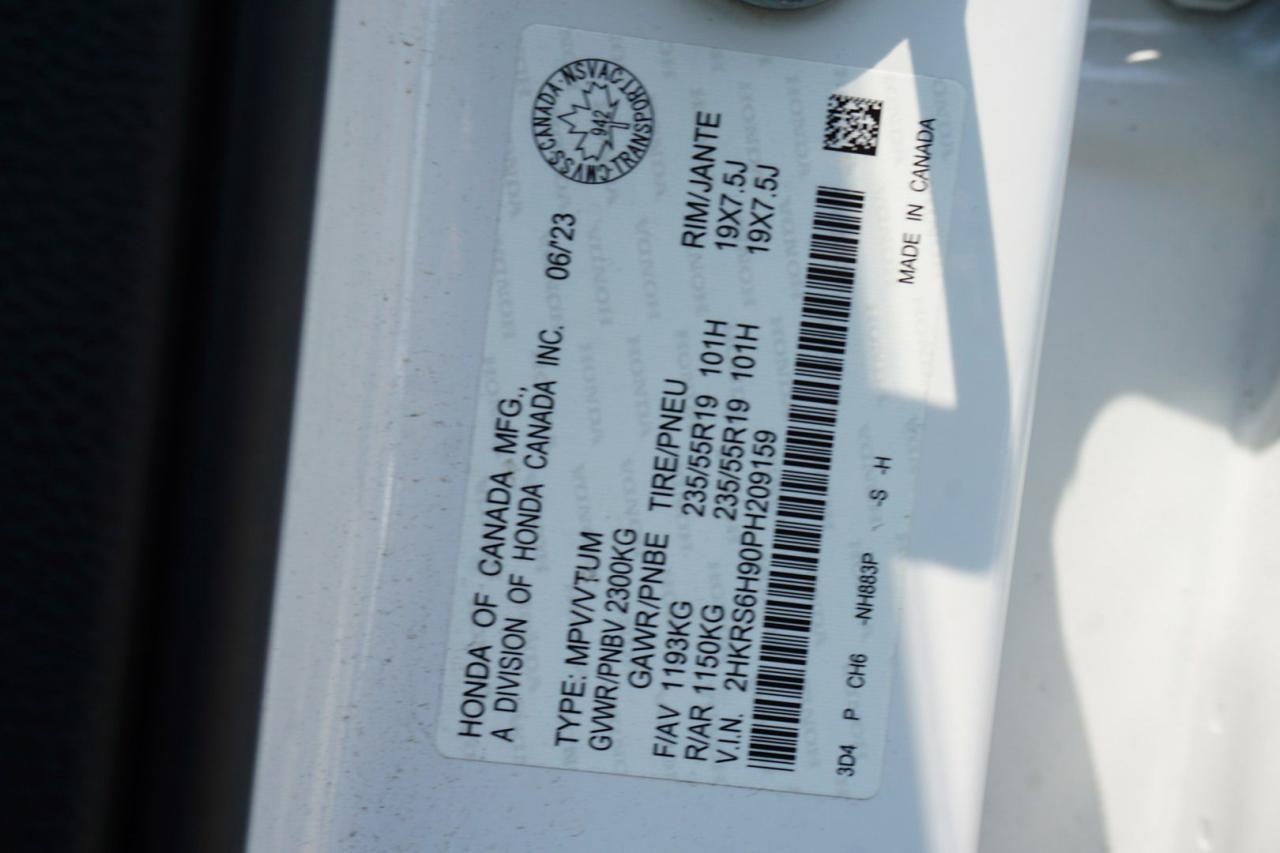 HONDA OF CANADA MFG.,
A DIVISION OF HONDA CANADA INC. 06/'23
CMVSS·CANADA·NSVAC·TRANSPORT·
942
TYPE: MPV/VTUM
GVWR/PNBV 2300KG
GAWR/PNBE TIRE/PNEU RIM/JANTE
F/AV 1193KG 235/55R19 101H 19X7.5J
R/AR 1150KG 235/55R19 101H 19X7.5J
V.I.N. 2HKRS6H90PH209159
3D4 P CH6 -NH883P -S -H
MADE IN CANADA